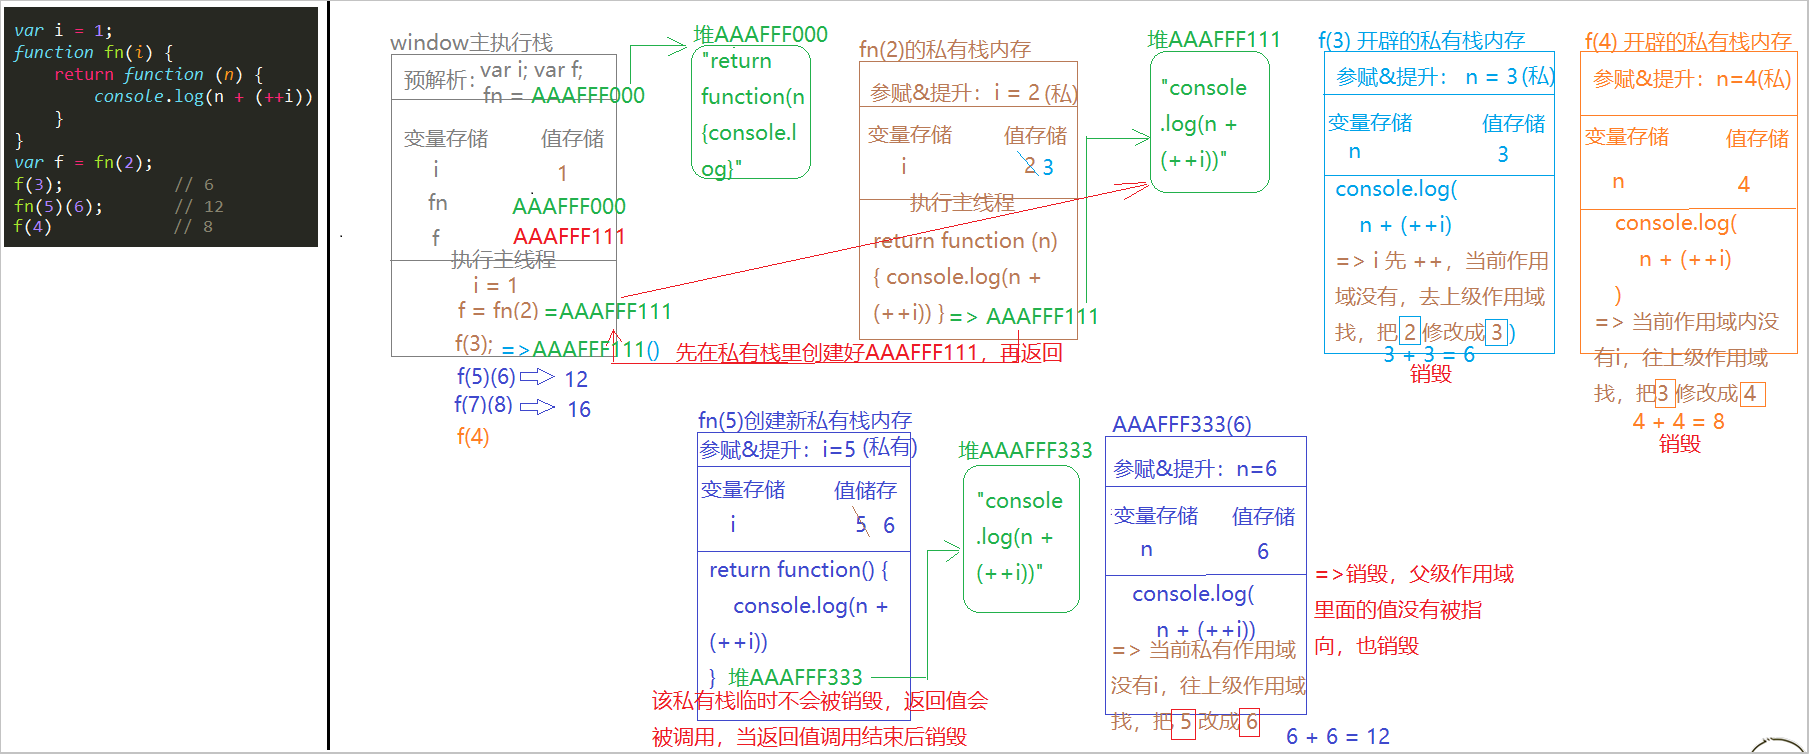 var i = 1;
function fn(i) {
return function (n) {
console.log(n + (++i))
}
}
var f = fn(2);
f(3); // 6
fn(5)(6); // 12
f(4) // 8
window主执行栈
预解析：
var i; var f;
fn = AAAFFF000
变量存储 值存储
i 1
fn AAAFFF000
f AAAFFF111
执行主线程
i = 1
f = fn(2) =AAAFFF111
f(3); =>AAAFFF111()
f(5)(6) 12
f(7)(8) 16
f(4)
堆AAAFFF000
"return
function(n
{console.l
og}"
fn(2)的私有栈内存
参赋&提升：i = 2 (私)
变量存储 值存储
i 2 3
执行主线程
return function (n)
{ console.log(n +
(++i)) } => AAAFFF111
先在私有栈里创建好AAAFFF111，再返回
堆AAAFFF111
"console
.log(n +
(++i))"
f(3) 开辟的私有栈内存
参赋&提升： n = 3 (私)
变量存储 值存储
n 3
console.log(
n + (++i)
=> i 先 ++，当前作用
域没有，去上级作用域
找，把 2 修改成 3 )
3 + 3 = 6
销毁
f(4) 开辟的私有栈内存
参赋&提升：n=4(私)
变量存储 值存储
n 4
console.log(
n + (++i)
)
=> 当前作用域内没
有i，往上级作用域
找，把3修改成 4
4 + 4 = 8
销毁
fn(5)创建新私有栈内存
参赋&提升：i=5 (私有)
变量存储 值储存
i 5 6
return function() {
console.log(n +
(++i))
} 堆AAAFFF333
该私有栈临时不会被销毁，返回值会
被调用，当返回值调用结束后销毁
堆AAAFFF333
"console
.log(n +
(++i))"
AAAFFF333(6)
参赋&提升：n=6
变量存储 值存储
n 6
console.log(
n + (++i))
=> 当前私有作用域
没有i，往上级作用域
找，把 5 改成 6
6 + 6 = 12
=>销毁，父级作用域
里面的值没有被指
向，也销毁